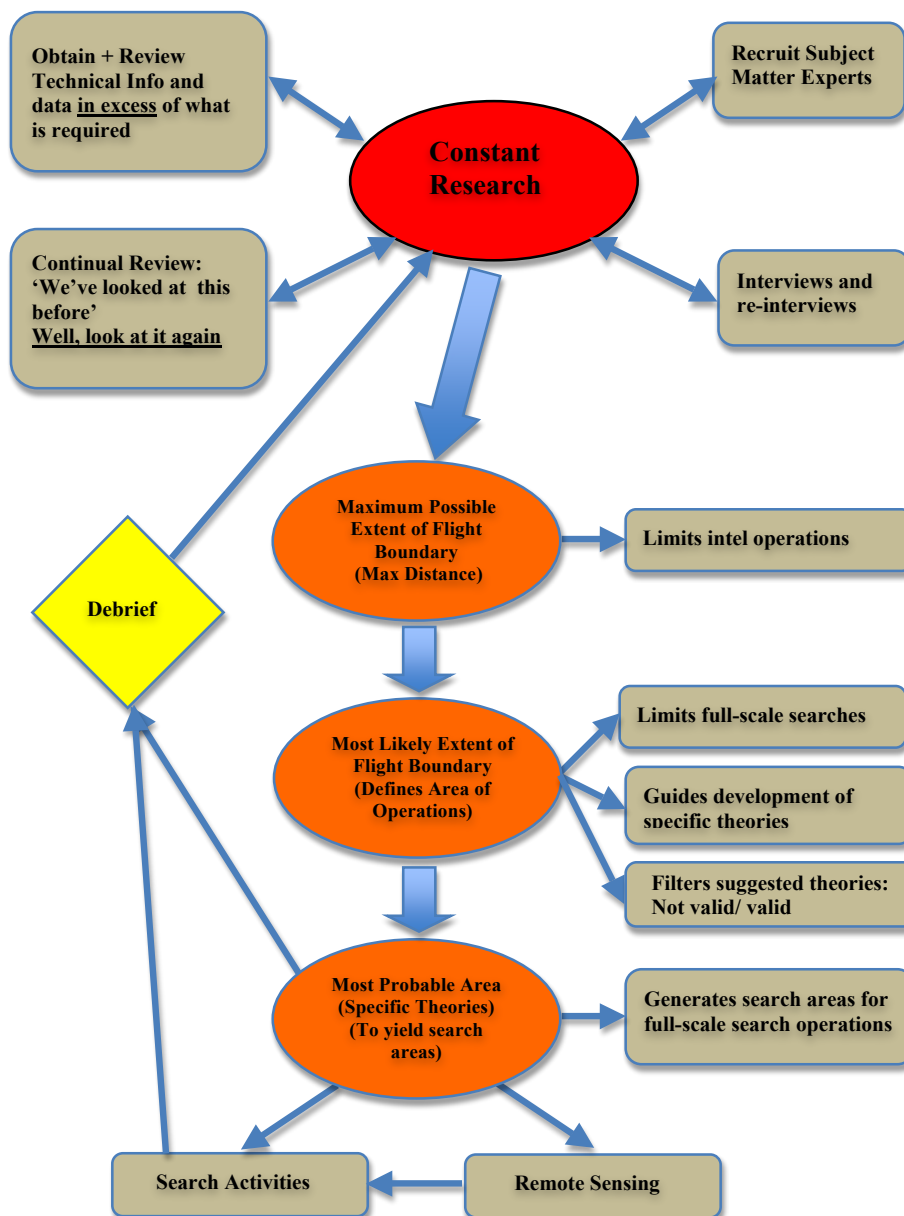 Obtain + Review
Technical Info and
data in excess of what
is required
Recruit Subject
Matter Experts
Constant
Research
Continual Review:
‘We’ve looked at this
before’
Well, look at it again
Interviews and
re-interviews
Maximum Possible
Extent of Flight
Boundary
(Max Distance)
Limits intel operations
Debrief
Most Likely Extent of
Flight Boundary
(Defines Area of
Operations)
Limits full-scale searches
Guides development of
specific theories
Filters suggested theories:
Not valid/ valid
Most Probable Area
(Specific Theories)
(To yield search
areas)
Generates search areas for
full-scale search operations
Search Activities
Remote Sensing